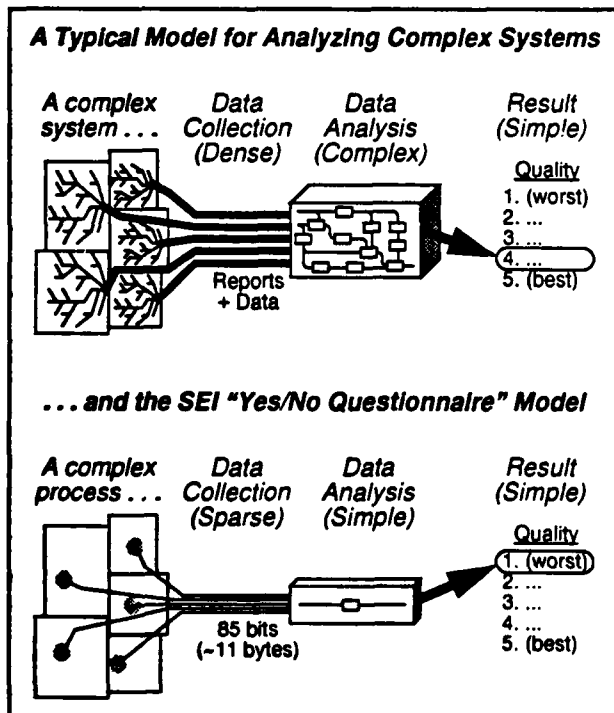 A Typical Model for Analyzing Complex Systems
A complex system . . .
Data Collection (Dense)
Data Analysis (Complex)
Result (Simple)
Reports + Data
Quality
1. (worst)
2. ...
3. ...
4. ...
5. (best)
. . . and the SEI “Yes/No Questionnaire” Model
A complex process . . .
Data Collection (Sparse)
Data Analysis (Simple)
Result (Simple)
85 bits (~11 bytes)
Quality
1. (worst)
2. ...
3. ...
4. ...
5. (best)